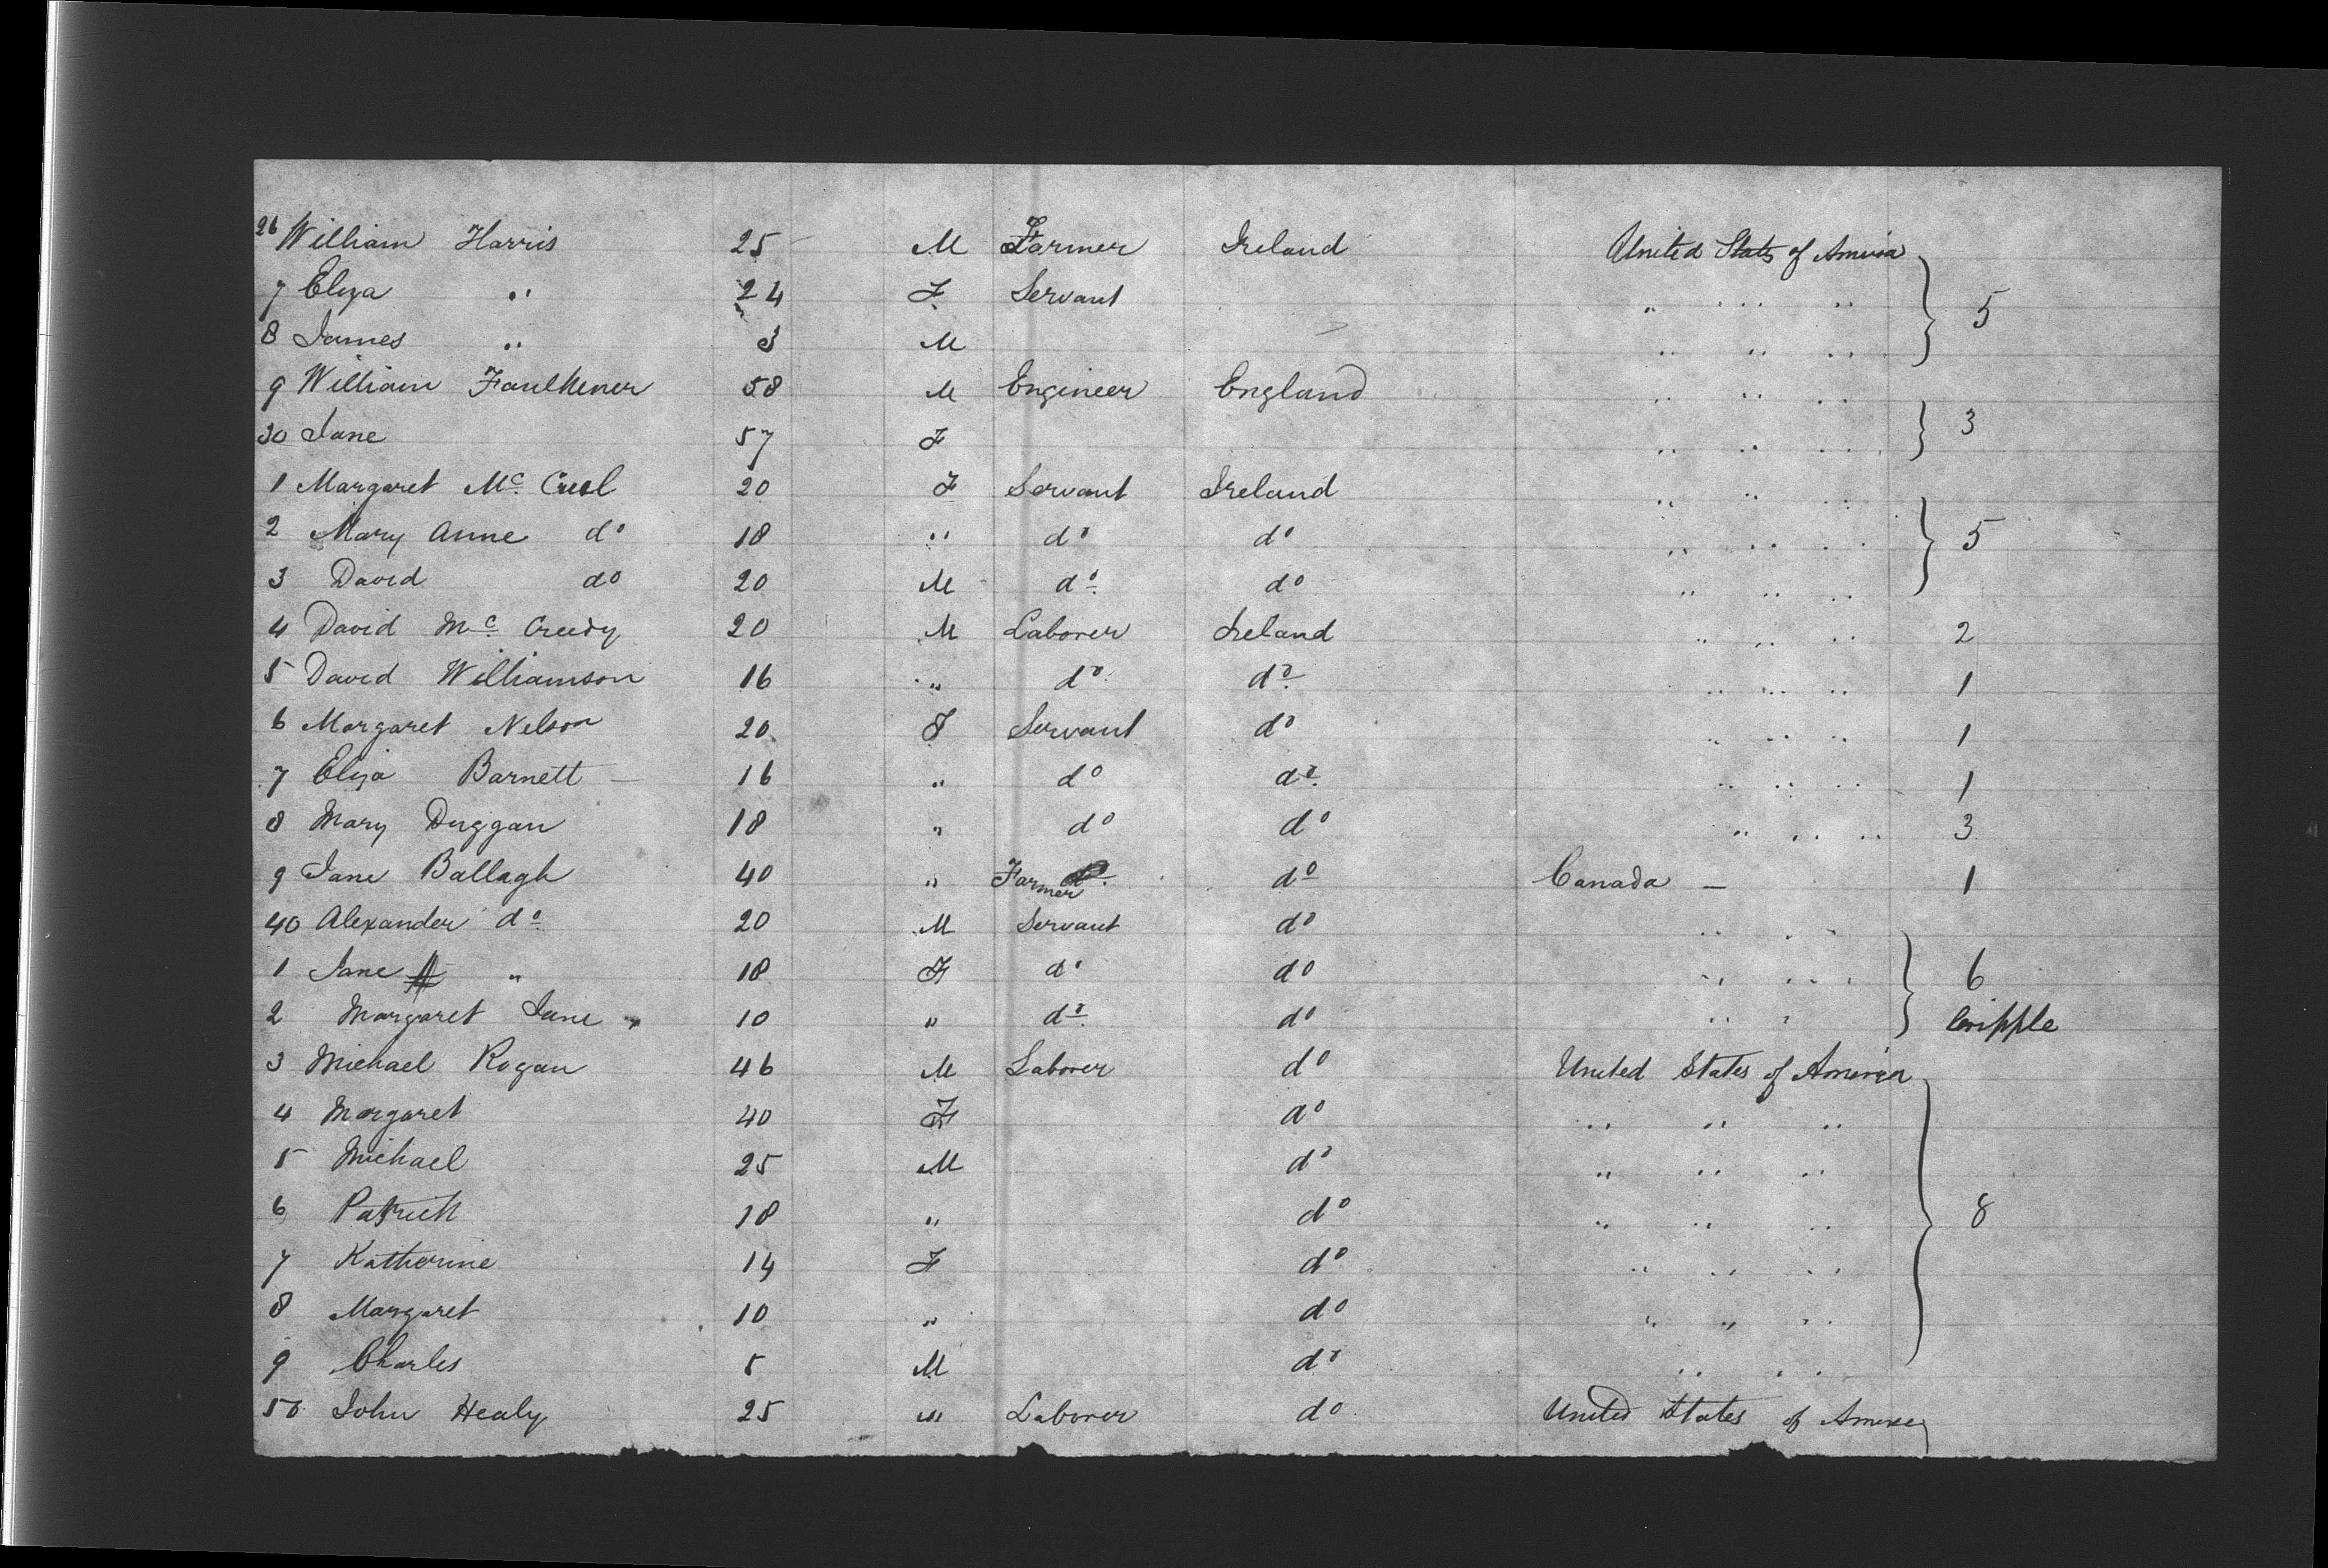 26 William Harris 25 M Farmer Ireland United States of America
7 Eliza " 24 F Servant " " " 5
8 James " 3 M " " "
9 William Faulkener 58 M Engineer England " " "
30 Jane 57 F " " " 3
1 Margaret Mc 20 F Servant Ireland " " "
2 Mary Anne do 18 " do do " " " 5
3 David do 20 M do do " " "
4 David Mc Creedy 20 M Laborer Ireland " " " 2
5 David Williamson 16 " do do " " " 1
6 Margaret Nelson 20 F Servant do " " " 1
7 Eliza Barnett — 16 " do do " " " 1
8 Mary Duggan 18 " do do " " " 3
9 Jane Ballagh 40 " Farmer do Canada — 1
40 Alexander do 20 M Servant do " "
1 Jane " 18 F do do " " 6
2 Margaret Jane " 10 " do do " " Cripple
3 Michael Rogan 46 M Laborer do United States of America
4 Margaret 40 F do " " "
5 Michael 25 M do " " "
6 Patrick 18 " do " " " 8
7 Katherine 14 F do " " "
8 Margaret 10 " do " " "
9 Charles 5 M do " " "
50 John Healy 25 M Laborer do United States of America